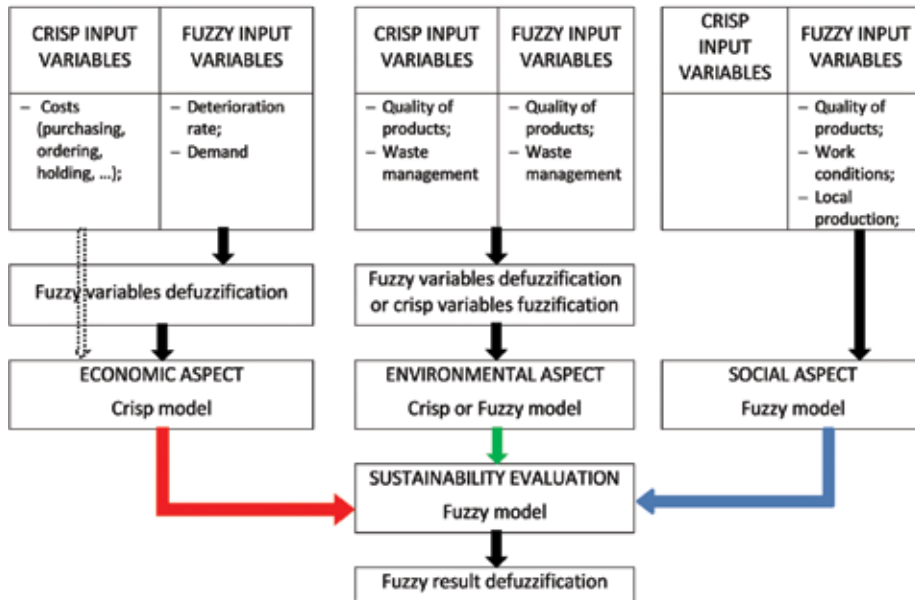 CRISP INPUT
VARIABLES
FUZZY INPUT
VARIABLES
– Costs
(purchasing,
ordering,
holding, ...);
– Deterioration
rate;
– Demand
CRISP INPUT
VARIABLES
FUZZY INPUT
VARIABLES
– Quality of
products;
– Waste
management
– Quality of
products;
– Waste
management
CRISP
INPUT
VARIABLES
FUZZY INPUT
VARIABLES
– Quality of
products;
– Work
conditions;
– Local
production;
Fuzzy variables defuzzification
Fuzzy variables defuzzification
or crisp variables fuzzification
ECONOMIC ASPECT
Crisp model
ENVIRONMENTAL ASPECT
Crisp or Fuzzy model
SOCIAL ASPECT
Fuzzy model
SUSTAINABILITY EVALUATION
Fuzzy model
Fuzzy result defuzzification